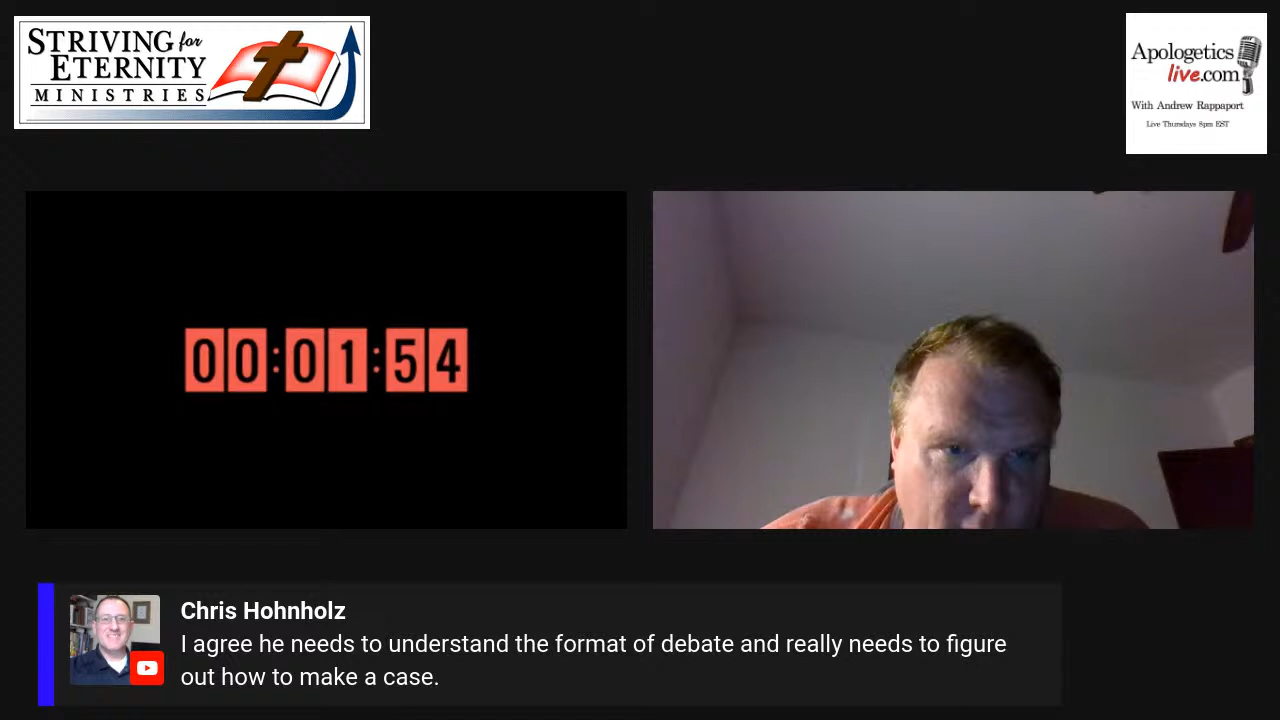 STRIVING for
ETERNITY
MINISTRIES
Apologetics
live.com
With Andrew Rappaport
Live Thursdays 8pm EST
00:01:54
Chris Hohnholz
I agree he needs to understand the format of debate and really needs to figure
out how to make a case.